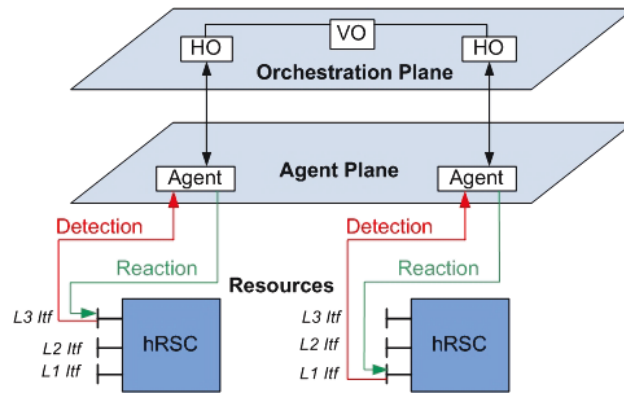 VO
HO
HO
Orchestration Plane
Agent Plane
Agent
Agent
Detection
Detection
Reaction
Reaction
Resources
L3 Itf
L2 Itf
L1 Itf
hRSC
L3 Itf
L2 Itf
L1 Itf
hRSC